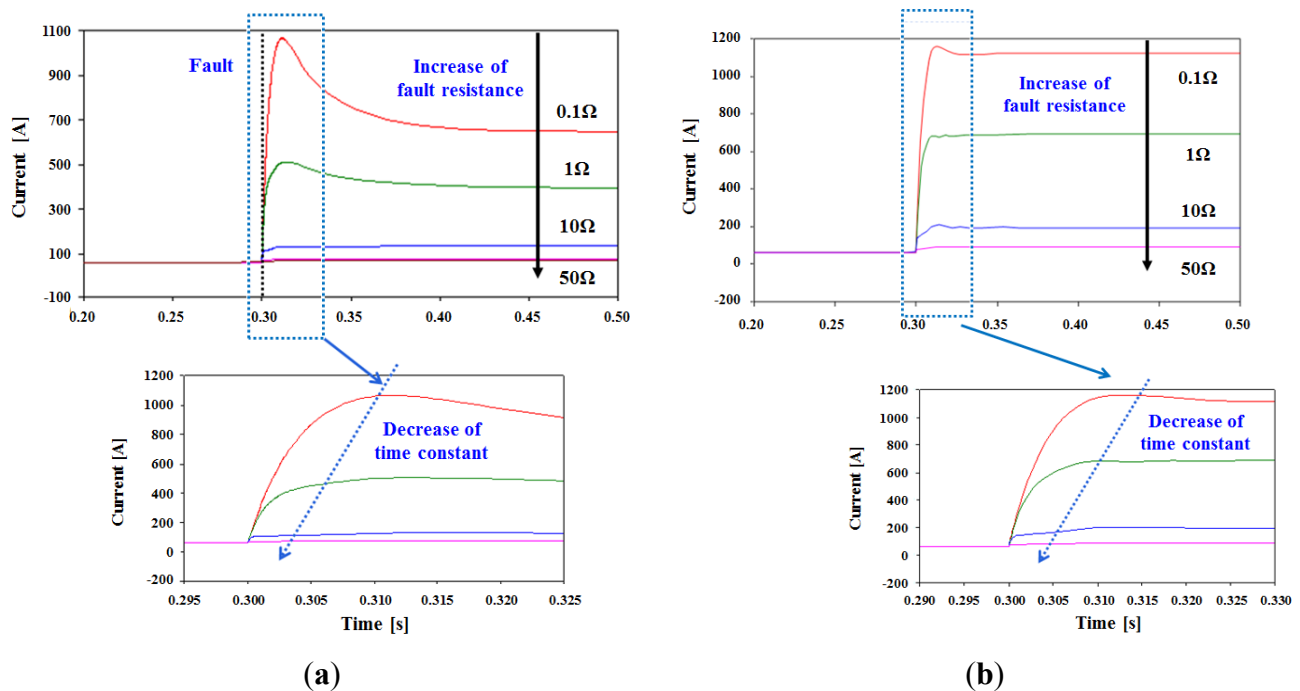 1100
900
700
500
300
100
-100
Current [A]
Fault
Increase of
fault resistance
0.1Ω
1Ω
10Ω
50Ω
0.20
0.25
0.30
0.35
0.40
0.45
0.50
1200
1000
800
600
400
200
0
-200
Current [A]
Decrease of
time constant
0.295
0.300
0.305
0.310
0.315
0.320
0.325
Time [s]
(a)
1200
1000
800
600
400
200
0
-200
Current [A]
Increase of
fault resistance
0.1Ω
1Ω
10Ω
50Ω
0.20
0.25
0.30
0.35
0.40
0.45
0.50
1200
1000
800
600
400
200
0
-200
Current [A]
Decrease of
time constant
0.290
0.295
0.300
0.305
0.310
0.315
0.320
0.325
0.330
Time [s]
(b)